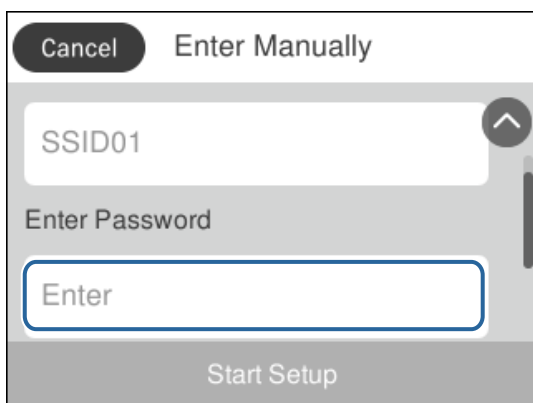 Cancel Enter Manually
SSID01
Enter Password
Enter
Start Setup